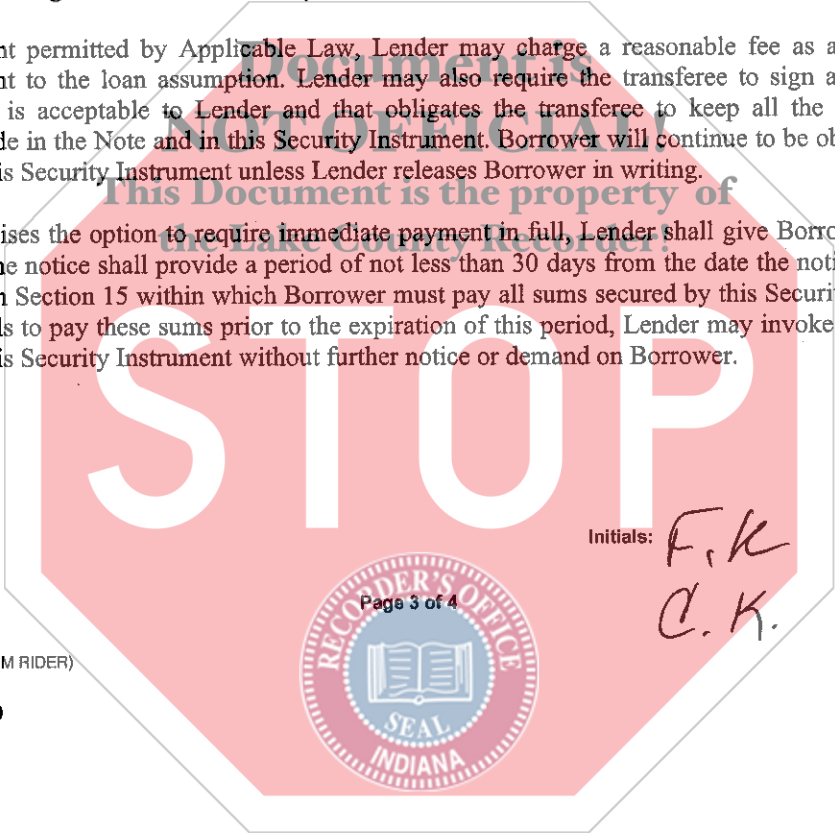 nt permitted by Applicable Law, Lender may charge a reasonable fee as a
Document is
nt to the loan assumption. Lender may also require the transferee to sign a
is acceptable to Lender and that obligates the transferee to keep all the
NOT OFFICIAL!
de in the Note and in this Security Instrument. Borrower will continue to be ob
is Security Instrument unless Lender releases Borrower in writing.
This Document is the property of
ises the option to require immediate payment in full, Lender shall give Borro
the Lake County Recorder!
he notice shall provide a period of not less than 30 days from the date the noti
n Section 15 within which Borrower must pay all sums secured by this Securi
ls to pay these sums prior to the expiration of this period, Lender may invoke
is Security Instrument without further notice or demand on Borrower.
STOP
Initials: F.K
C. K.
RECORDER'S OFFICE
Page 3 of 4
SEAL
INDIANA
M RIDER)